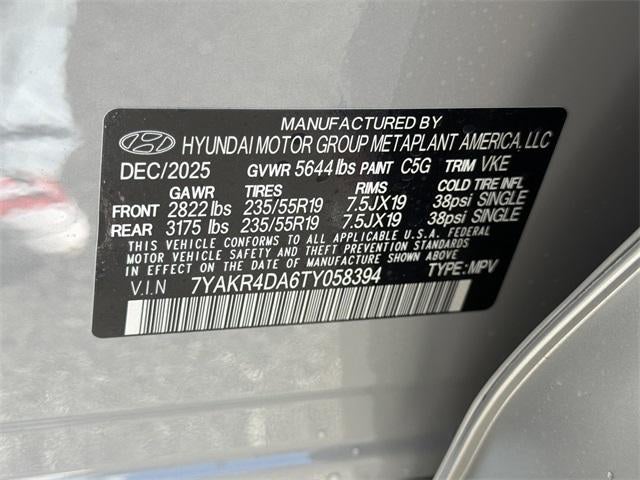 MANUFACTURED BY
HYUNDAI MOTOR GROUP METAPLANT AMERICA, LLC
DEC/2025 GVWR 5644 lbs PAINT C5G TRIM VKE
GAWR TIRES RIMS COLD TIRE INFL
FRONT 2822 lbs 235/55R19 7.5JX19 38psi SINGLE
REAR 3175 lbs 235/55R19 7.5JX19 38psi SINGLE
THIS VEHICLE CONFORMS TO ALL APPLICABLE U.S.A. FEDERAL
MOTOR VEHICLE SAFETY AND THEFT PREVENTION STANDARDS
IN EFFECT ON THE DATE OF MANUFACTURE SHOWN ABOVE.
V.I.N 7YAKR4DA6TY058394 TYPE: MPV